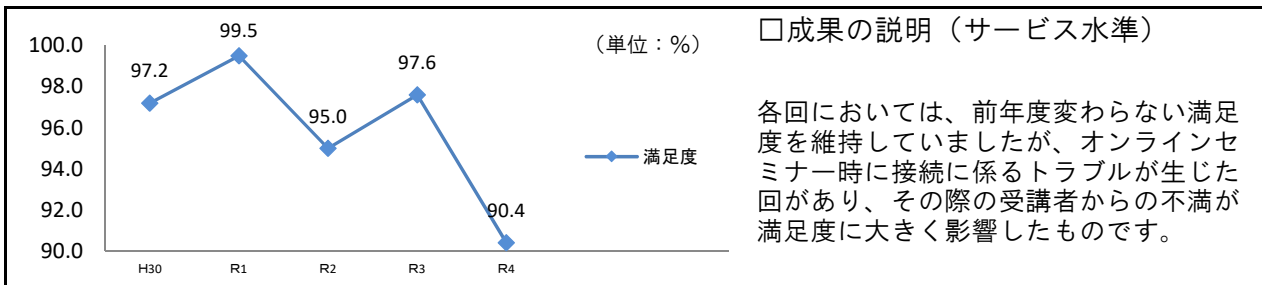 （単位：％）
100.0
98.0
96.0
94.0
92.0
90.0
97.2
99.5
95.0
97.6
90.4
H30
R1
R2
R3
R4
満足度
□成果の説明（サービス水準）
各回においては、前年度変わらない満足
度を維持していましたが、オンラインセ
ミナー時に接続に係るトラブルが生じた
回があり、その際の受講者からの不満が
満足度に大きく影響したものです。